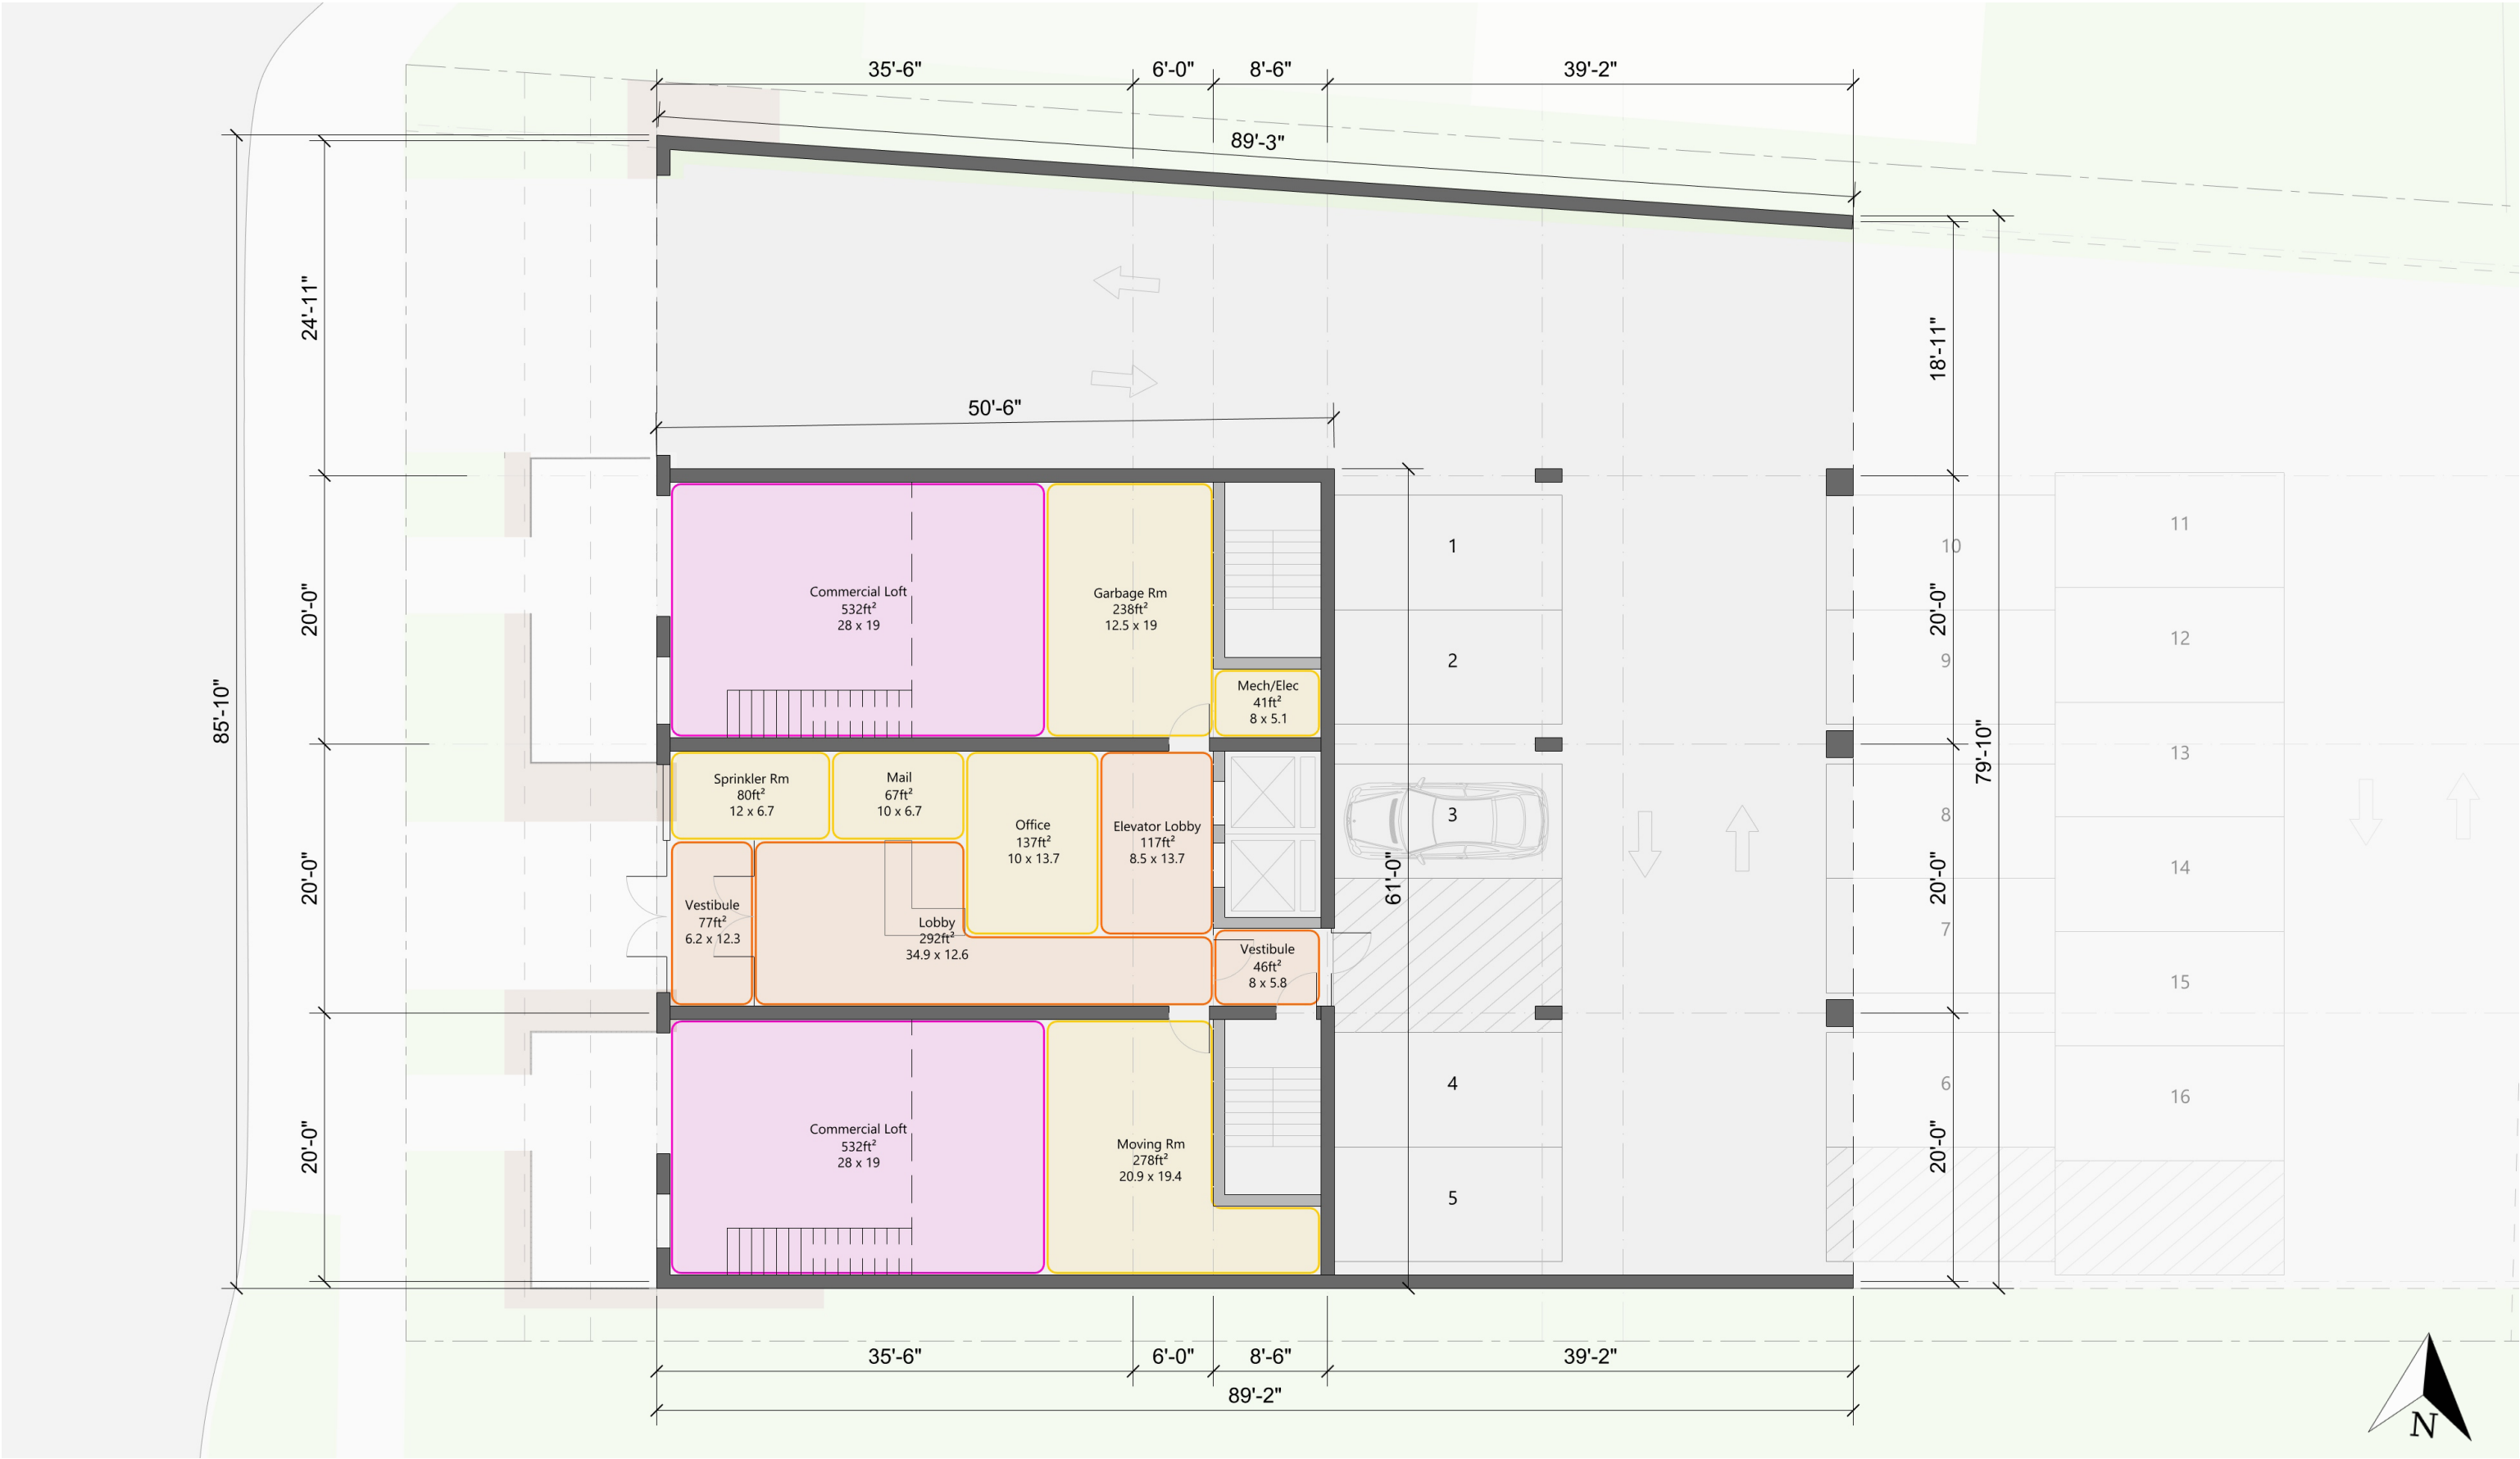 35'-6"
6'-0"
8'-6"
39'-2"
89'-3"
24'-11"
18'-11"
50'-6"
Commercial Loft
532ft²
28 x 19
Garbage Rm
238ft²
12.5 x 19
1
10
11
20'-0"
20'-0"
2
9
12
Mech/Elec
41ft²
8 x 5.1
85'-10"
79'-10"
13
Sprinkler Rm
80ft²
12 x 6.7
Mail
67ft²
10 x 6.7
Office
137ft²
10 x 13.7
Elevator Lobby
117ft²
8.5 x 13.7
3
8
14
20'-0"
61'-0"
20'-0"
Vestibule
77ft²
6.2 x 12.3
Lobby
292ft²
34.9 x 12.6
Vestibule
46ft²
8 x 5.8
7
15
4
6
16
Commercial Loft
532ft²
28 x 19
Moving Rm
278ft²
20.9 x 19.4
20'-0"
20'-0"
5
35'-6"
6'-0"
8'-6"
39'-2"
89'-2"
N